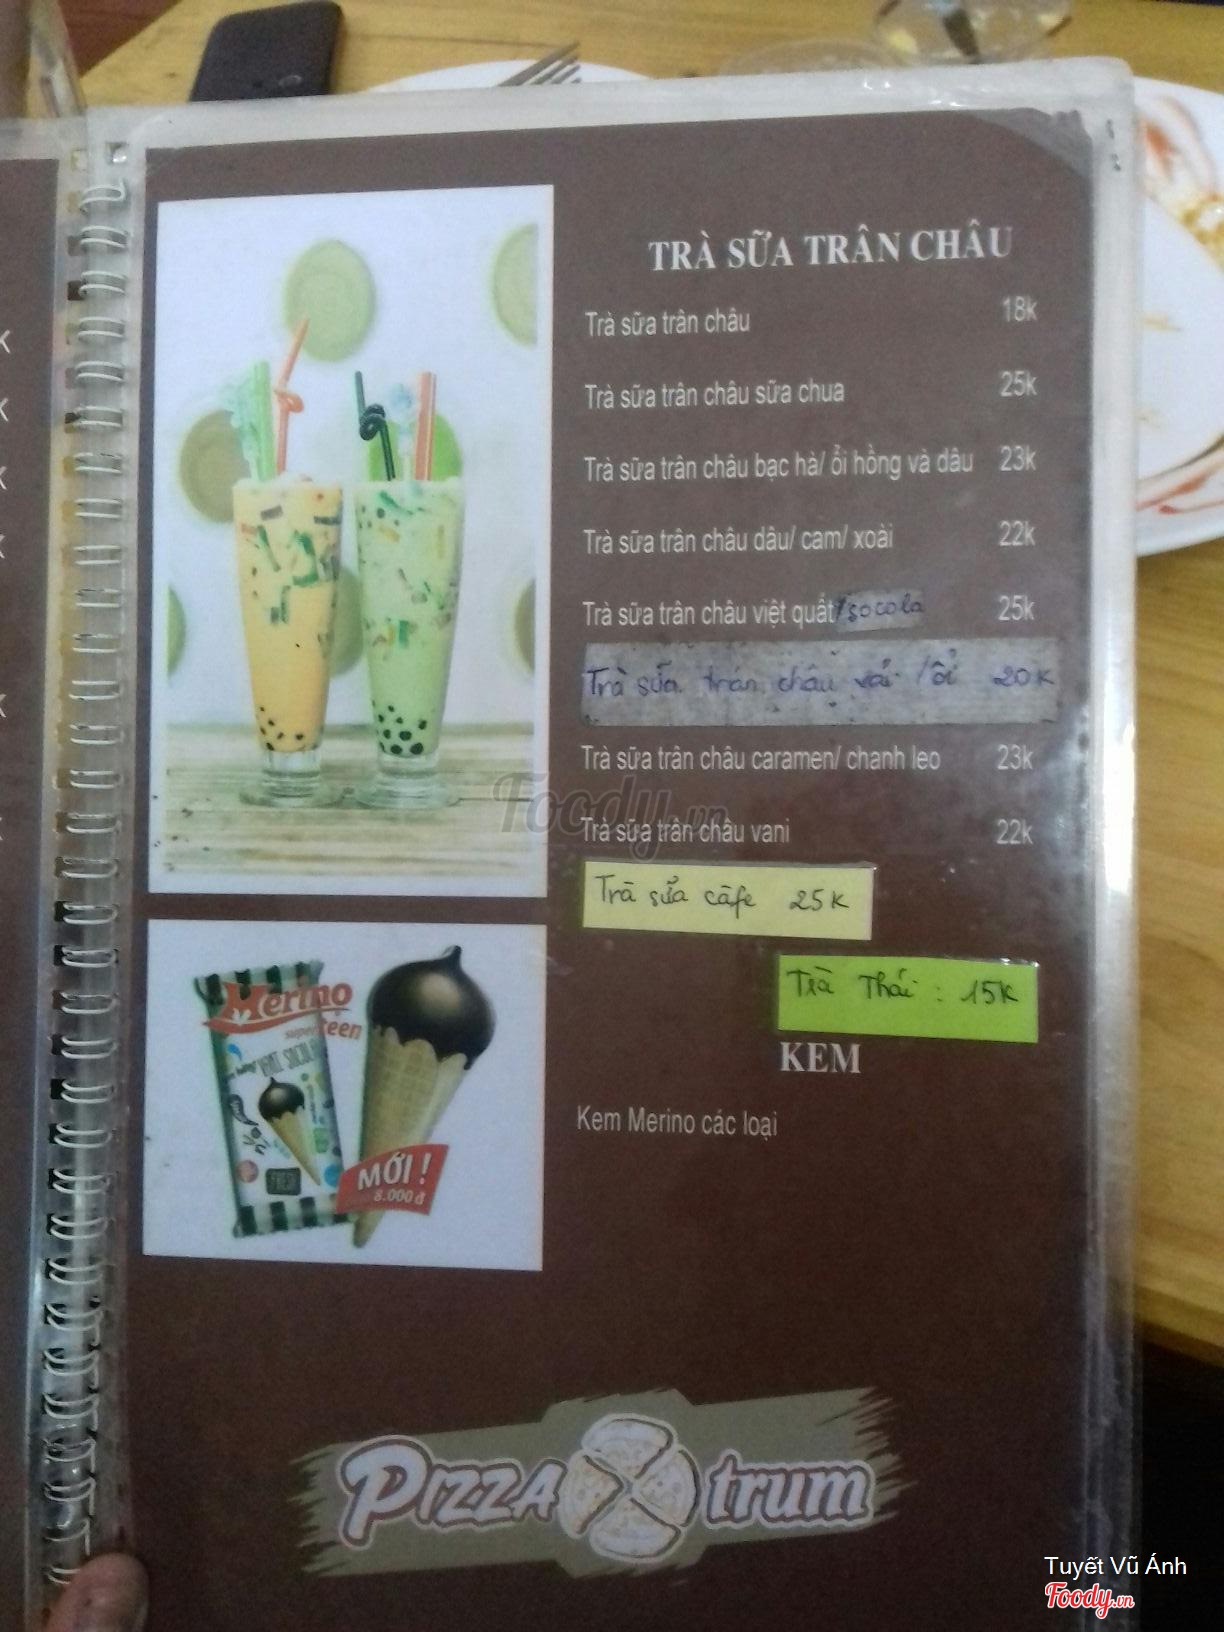 TRÀ SỮA TRÂN CHÂU
Trà sữa trân châu 18k
Trà sữa trân châu sữa chua 25k
Trà sữa trân châu bạc hà/ ổi hồng và dâu 23k
Trà sữa trân châu dâu/ cam/ xoài 22k
Trà sữa trân châu việt quất/socola 25k
Trà sữa trân châu vải /ổi 20K
Trà sữa trân châu caramen/ chanh leo 23k
Trà sữa trân châu vani 22k
Trà sữa cafe 25K
Trà Thái : 15K
KEM
Kem Merino các loại
Merino
super teen
MỚI !
8.000 đ
Foody.vn
PIZZA Xtrum
Tuyết Vũ Ánh
Foody.vn